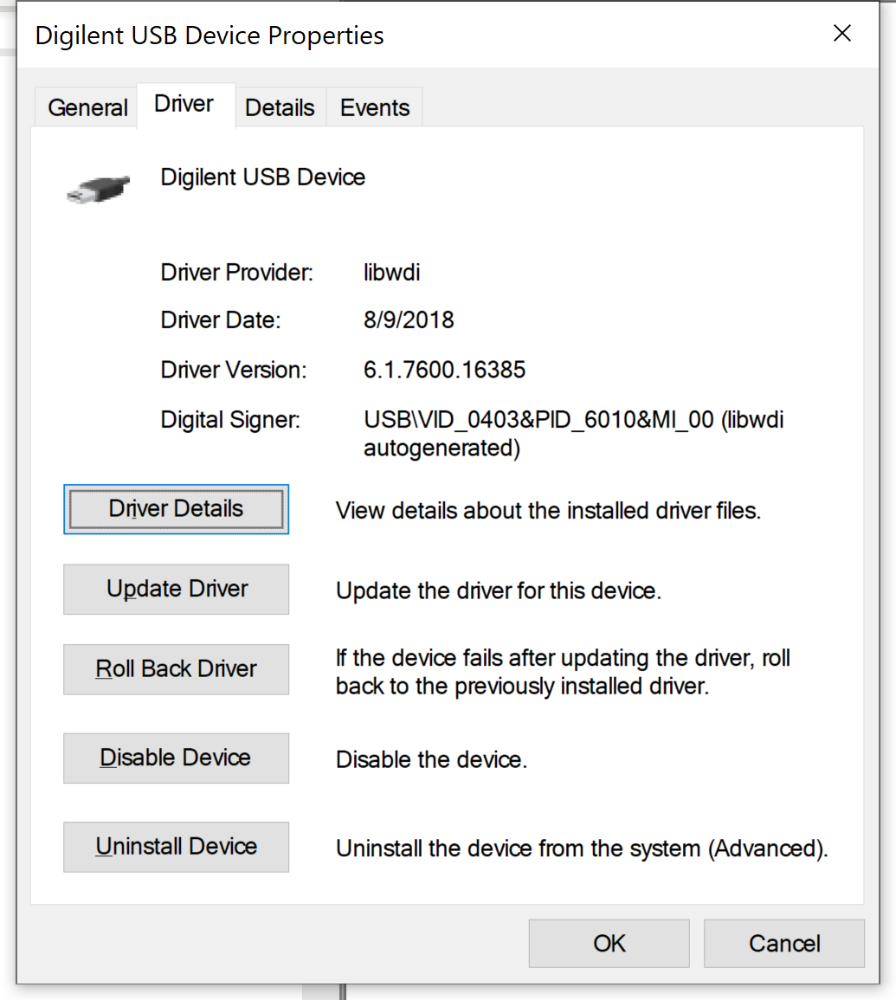 Digilent USB Device Properties
General Driver Details Events
Digilent USB Device
Driver Provider: libwdi
Driver Date: 8/9/2018
Driver Version: 6.1.7600.16385
Digital Signer: USB\VID_0403&PID_6010&MI_00 (libwdi
autogenerated)
Driver Details View details about the installed driver files.
Update Driver Update the driver for this device.
Roll Back Driver If the device fails after updating the driver, roll
back to the previously installed driver.
Disable Device Disable the device.
Uninstall Device Uninstall the device from the system (Advanced).
OK Cancel